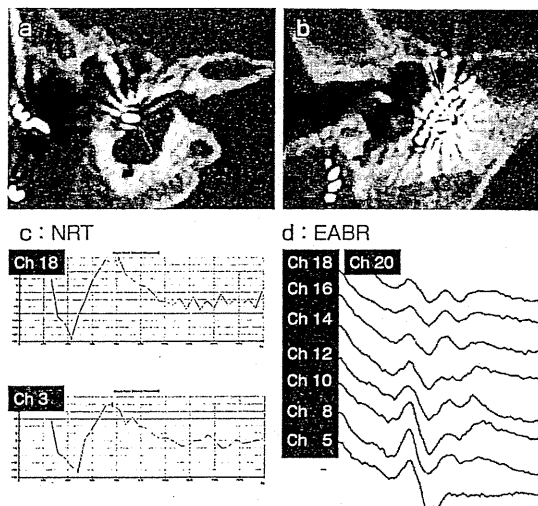 a
b
c：NRT
d：EABR
Ch 18
Ch 3
Ch 18
Ch 20
Ch 16
Ch 14
Ch 12
Ch 10
Ch 8
Ch 5